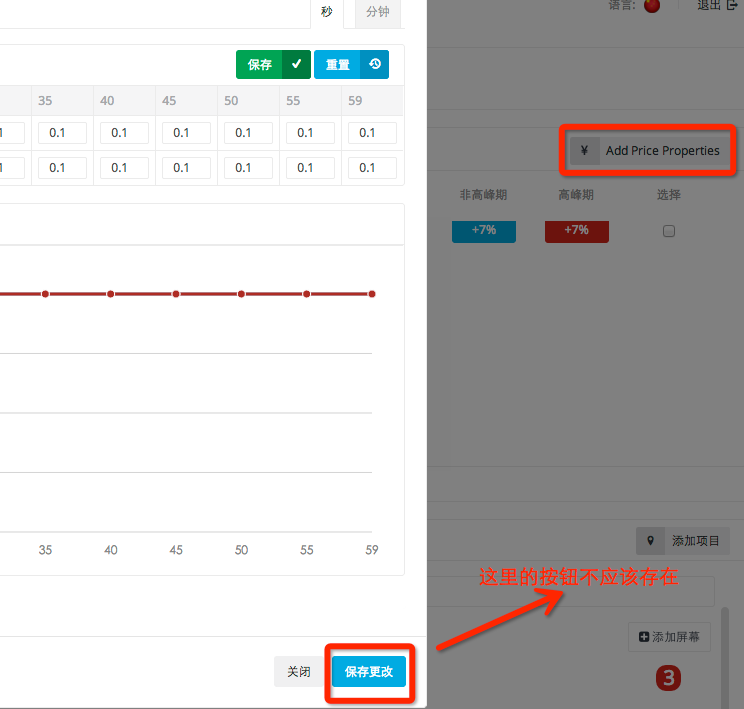 语言:
退出
秒
分钟
保存
重置
35 40 45 50 55 59
1 0.1 0.1 0.1 0.1 0.1 0.1
1 0.1 0.1 0.1 0.1 0.1 0.1
¥ Add Price Properties
非高峰期 高峰期 选择
+7% +7%
35 40 45 50 55 59
添加项目
这里的按钮不应该存在
添加屏幕
3
关闭
保存更改